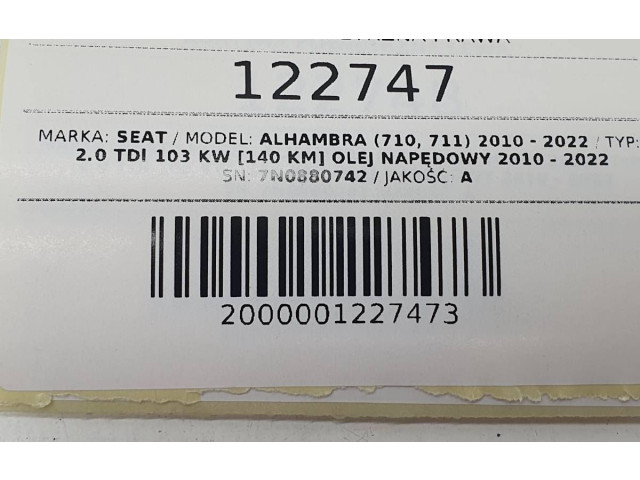 122747
MARKA: SEAT / MODEL: ALHAMBRA (710, 711) 2010 - 2022 / TYP:
2.0 TDI 103 KW [140 KM] OLEJ NAPĘDOWY 2010 - 2022
SN: 7N0880742 / JAKOŚĆ: A
2000001227473